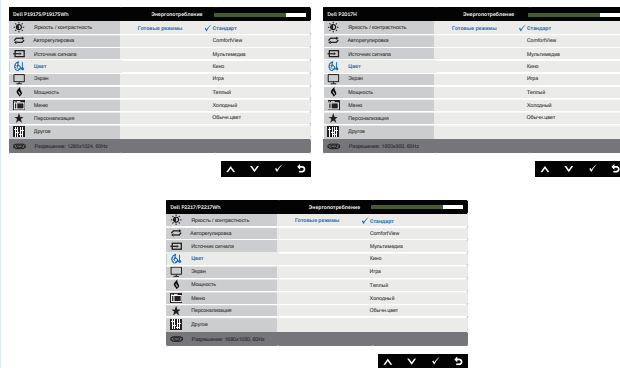 Dell P1917S/P1917SWh Энергопотребление
Яркость / контрастность Готовые режимы ✓ Стандарт
Авторегулировка ComfortView
Источник сигнала Мультимедиа
Цвет Кино
Экран Игра
Мощность Теплый
Меню Холодный
Персонализация Обычн.цвет
Другое
Разрешение: 1280x1024, 60Hz
Dell P2017H Энергопотребление
Яркость / контрастность Готовые режимы ✓ Стандарт
Авторегулировка ComfortView
Источник сигнала Мультимедиа
Цвет Кино
Экран Игра
Мощность Теплый
Меню Холодный
Персонализация Обычн.цвет
Другое
Разрешение: 1600x900, 60Hz
Dell P2217/P2217Wh Энергопотребление
Яркость / контрастность Готовые режимы ✓ Стандарт
Авторегулировка ComfortView
Источник сигнала Мультимедиа
Цвет Кино
Экран Игра
Мощность Теплый
Меню Холодный
Персонализация Обычн.цвет
Другое
Разрешение: 1680x1050, 60Hz